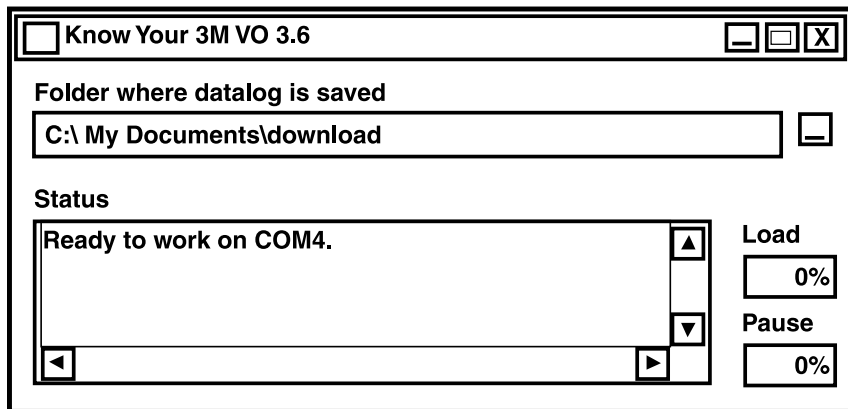 Know Your 3M VO 3.6
X
Folder where datalog is saved
C:\ My Documents\download
Status
Ready to work on COM4.
Load
0%
Pause
0%